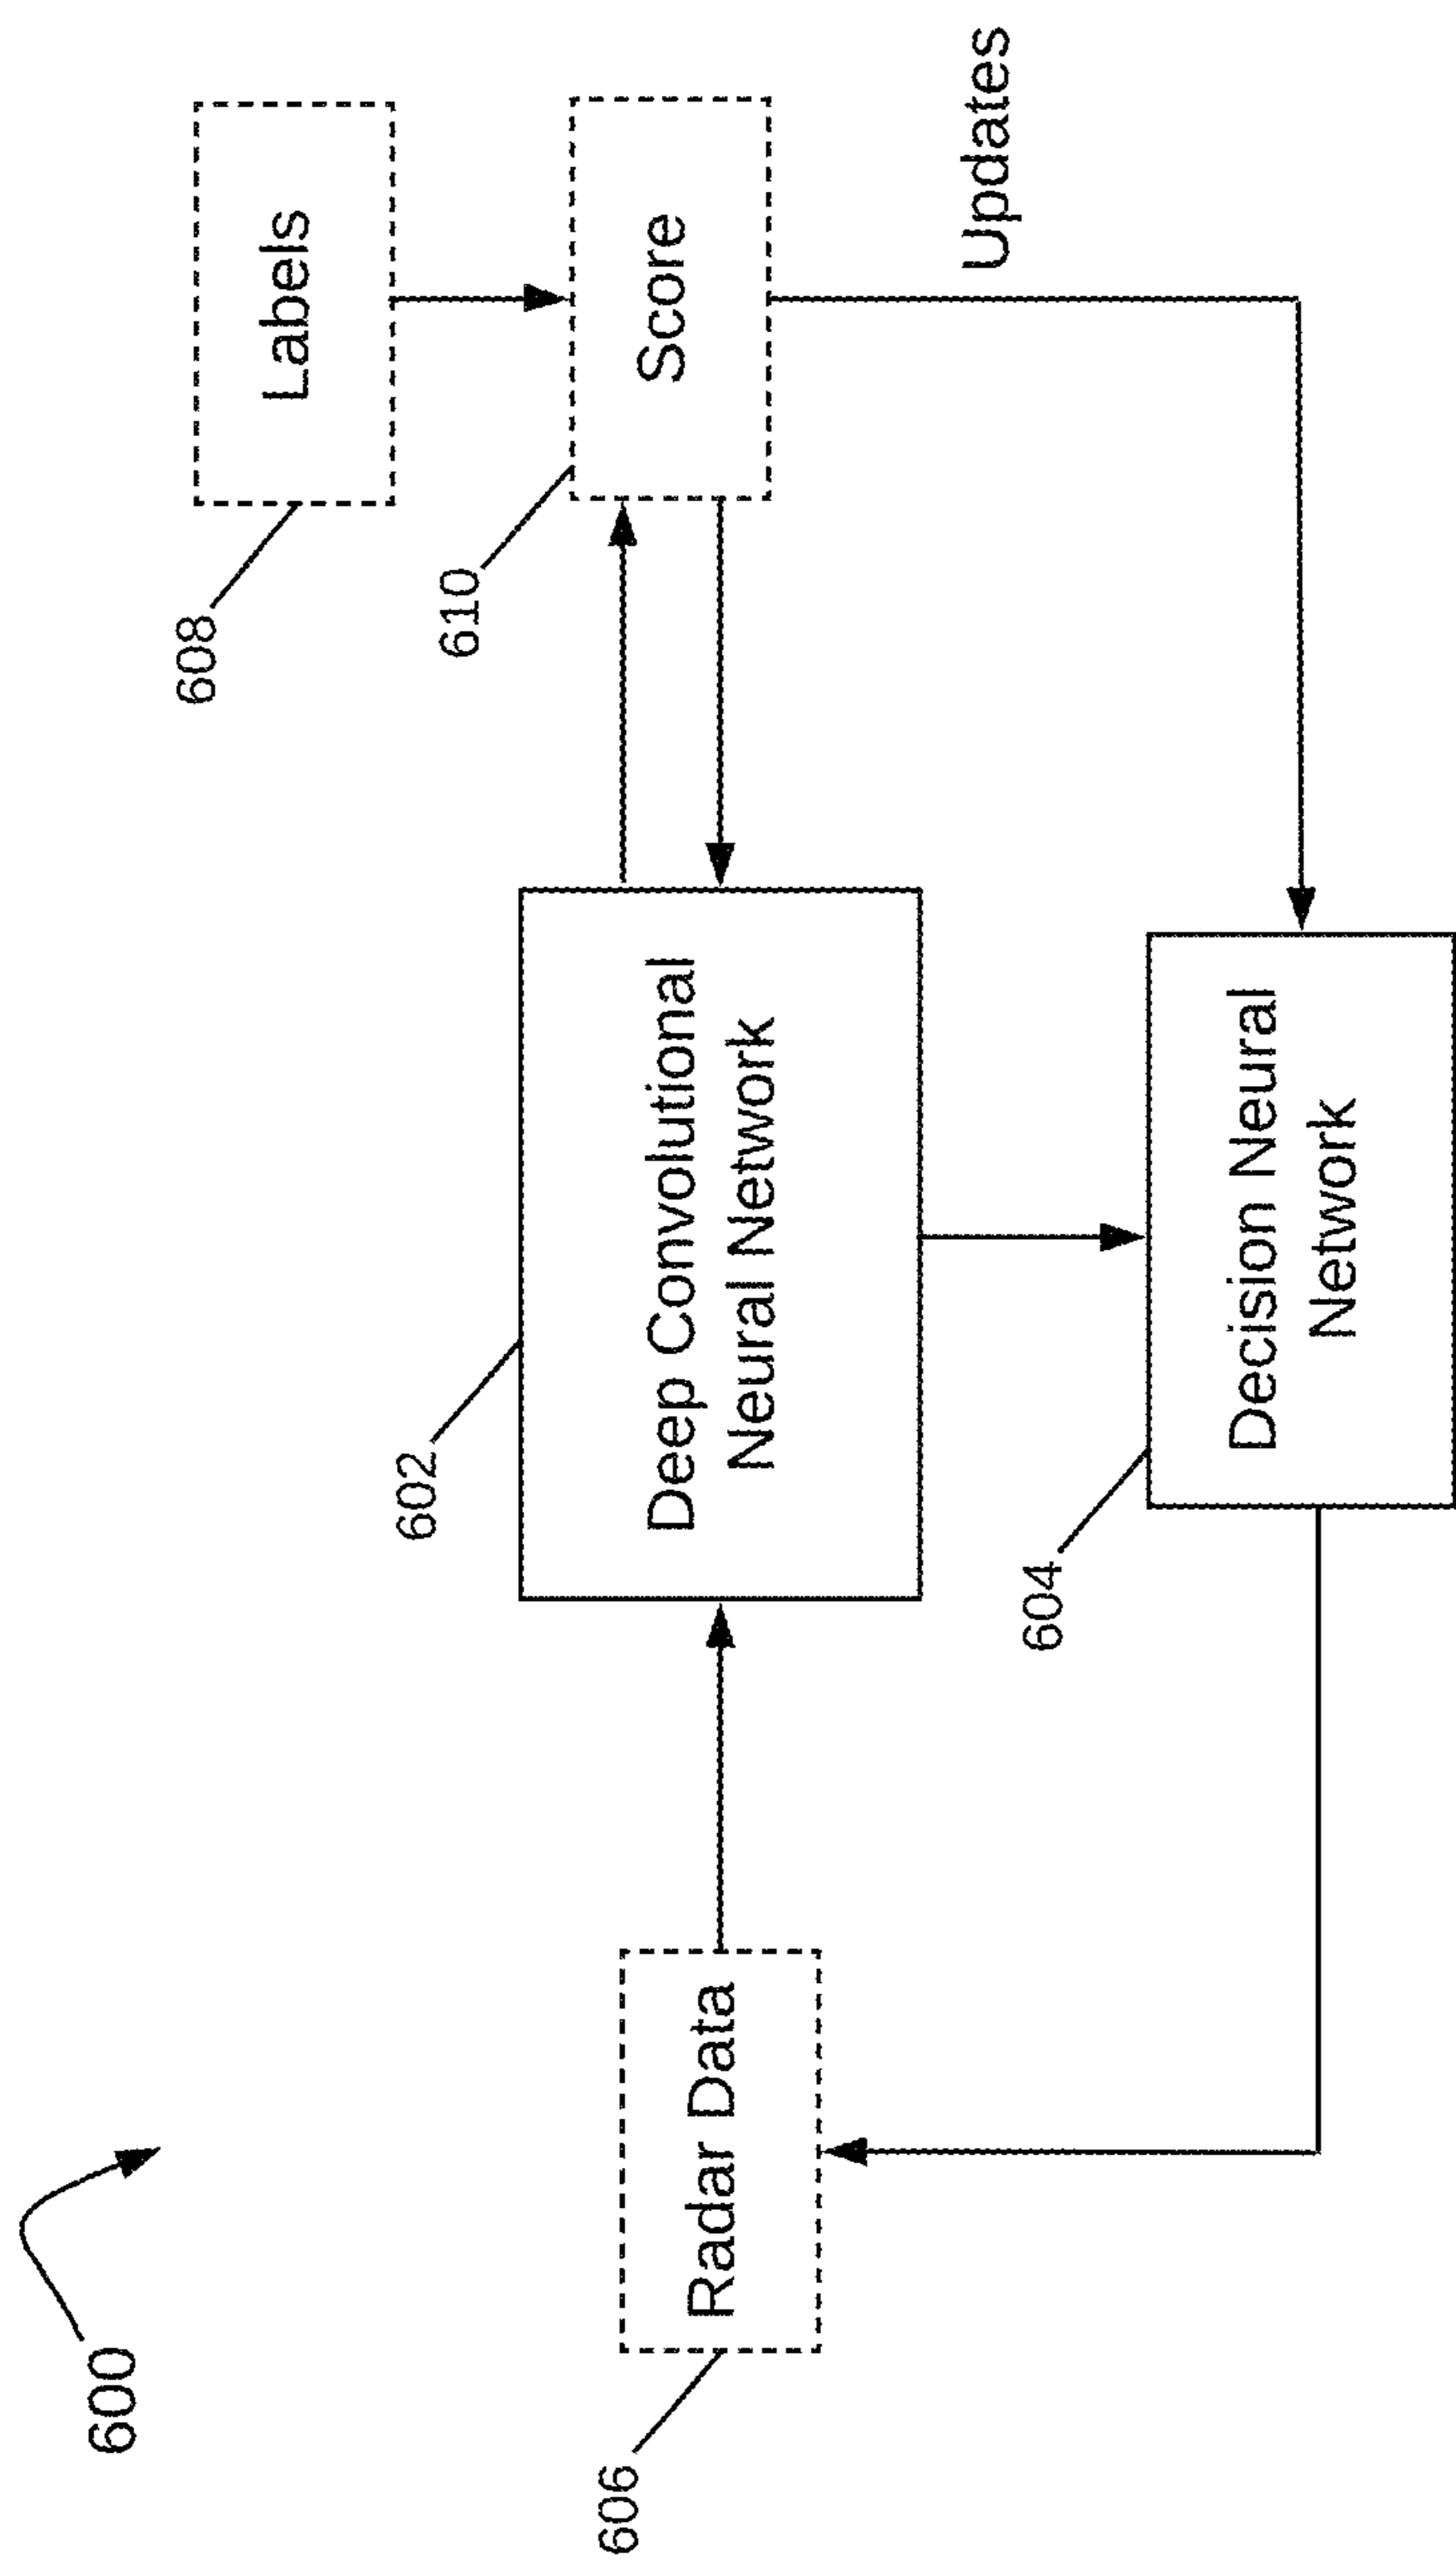 600
608
Labels
610
Score
602
Deep Convolutional
Neural Network
606
Radar Data
Updates
604
Decision Neural
Network